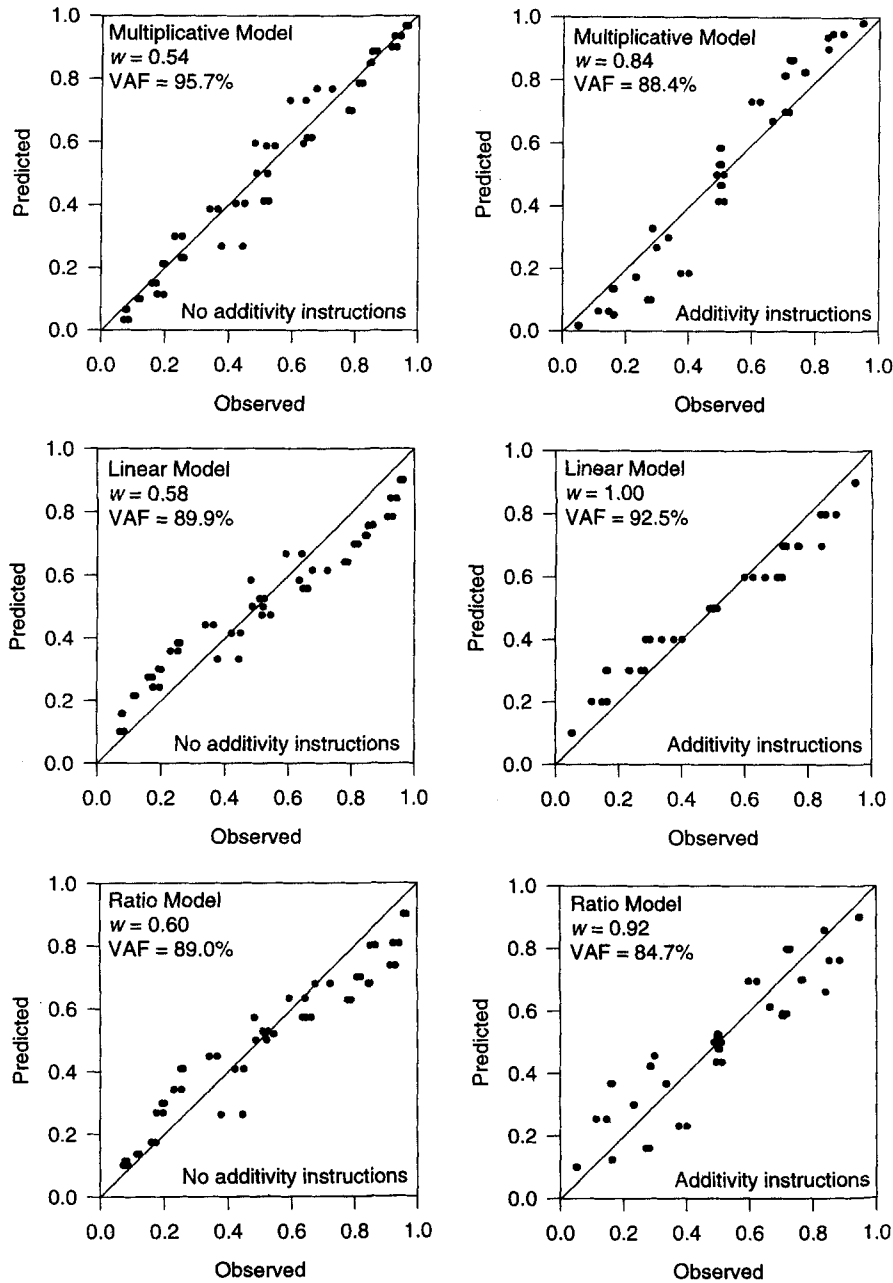 Multiplicative Model
w = 0.54
VAF = 95.7%
No additivity instructions
1.0
0.8
0.6
0.4
0.2
0.0
Predicted
0.0 0.2 0.4 0.6 0.8 1.0
Observed
Multiplicative Model
w = 0.84
VAF = 88.4%
Additivity instructions
1.0
0.8
0.6
0.4
0.2
0.0
Predicted
0.0 0.2 0.4 0.6 0.8 1.0
Observed
Linear Model
w = 0.58
VAF = 89.9%
No additivity instructions
1.0
0.8
0.6
0.4
0.2
0.0
Predicted
0.0 0.2 0.4 0.6 0.8 1.0
Observed
Linear Model
w = 1.00
VAF = 92.5%
Additivity instructions
1.0
0.8
0.6
0.4
0.2
0.0
Predicted
0.0 0.2 0.4 0.6 0.8 1.0
Observed
Ratio Model
w = 0.60
VAF = 89.0%
No additivity instructions
1.0
0.8
0.6
0.4
0.2
0.0
Predicted
0.0 0.2 0.4 0.6 0.8 1.0
Observed
Ratio Model
w = 0.92
VAF = 84.7%
Additivity instructions
1.0
0.8
0.6
0.4
0.2
0.0
Predicted
0.0 0.2 0.4 0.6 0.8 1.0
Observed